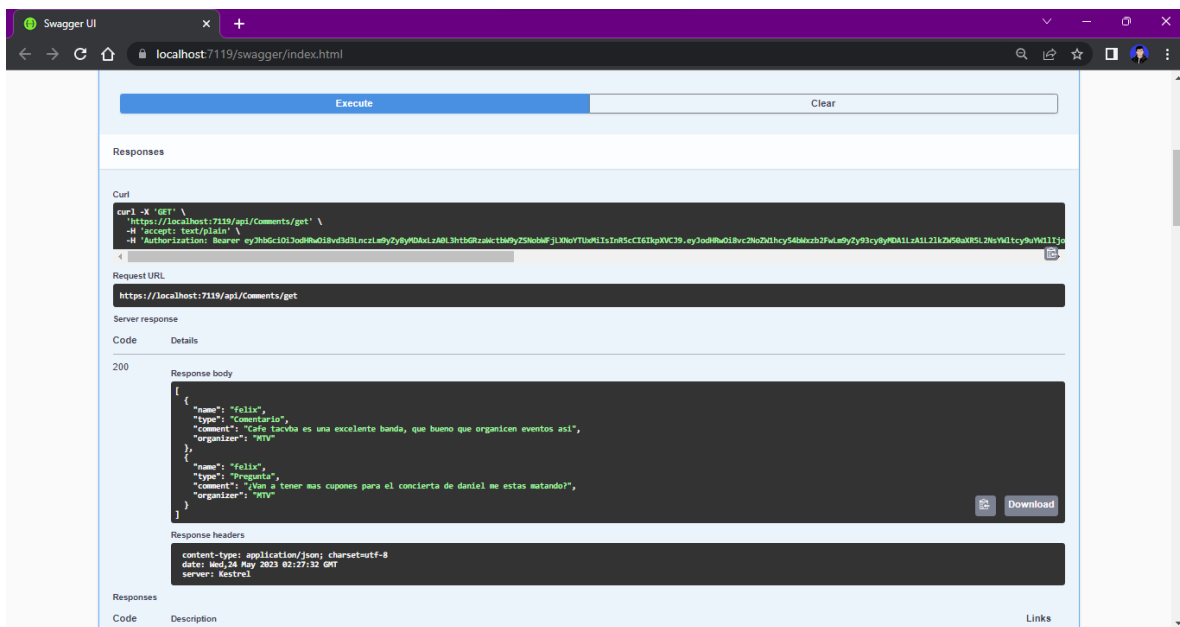 Swagger UI
localhost:7119/swagger/index.html
Execute
Clear
Responses
Curl
curl -X 'GET' \
'https://localhost:7119/api/Comments/get' \
-H 'accept: text/plain' \
-H 'Authorization: Bearer
Request URL
https://localhost:7119/api/Comments/get
Server response
Code Details
200
Response body
[
{
"name": "felix",
"type": "Comentario",
"comment": "Cafe tacvba es una excelente banda, que bueno que organicen eventos asi",
"organizer": "MTV"
},
{
"name": "felix",
"type": "Pregunta",
"comment": "¿Van a tener mas cupones para el concierta de daniel me estas matando?",
"organizer": "MTV"
}
]
Download
Response headers
content-type: application/json; charset=utf-8
date: Wed,24 May 2023 02:27:32 GMT
server: Kestrel
Responses
Code Description Links